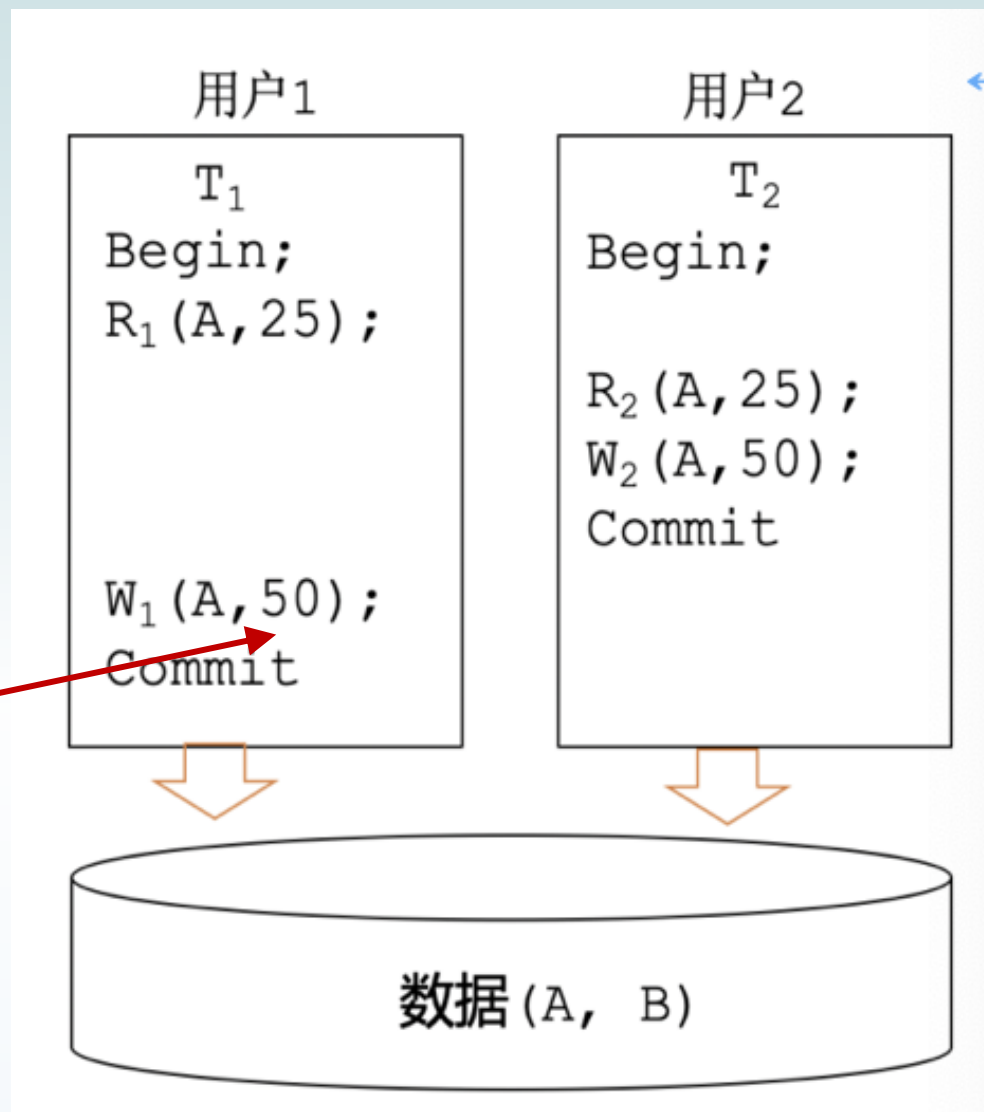 用户1
T₁
Begin;
R₁(A,25);
W₁(A,50);
Commit
用户2
T₂
Begin;
R₂(A,25);
W₂(A,50);
Commit
数据(A, B)